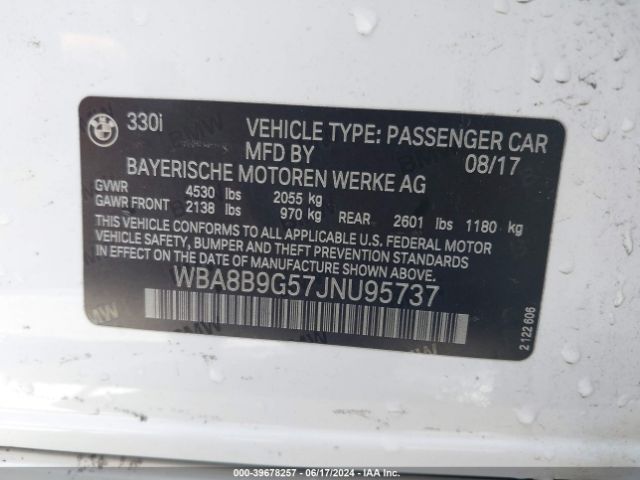 BMW 330i VEHICLE TYPE: PASSENGER CAR
MFD BY 08/17
BAYERISCHE MOTOREN WERKE AG
GVWR 4530 lbs 2055 kg
GAWR FRONT 2138 lbs 970 kg REAR 2601 lbs 1180 kg
THIS VEHICLE CONFORMS TO ALL APPLICABLE U.S. FEDERAL MOTOR
VEHICLE SAFETY, BUMPER AND THEFT PREVENTION STANDARDS
IN EFFECT ON THE DATE OF MANUFACTURE SHOWN ABOVE.
WBA8B9G57JNU95737
2 122 606
000-39678257 - 06/17/2024 - IAAI.COM